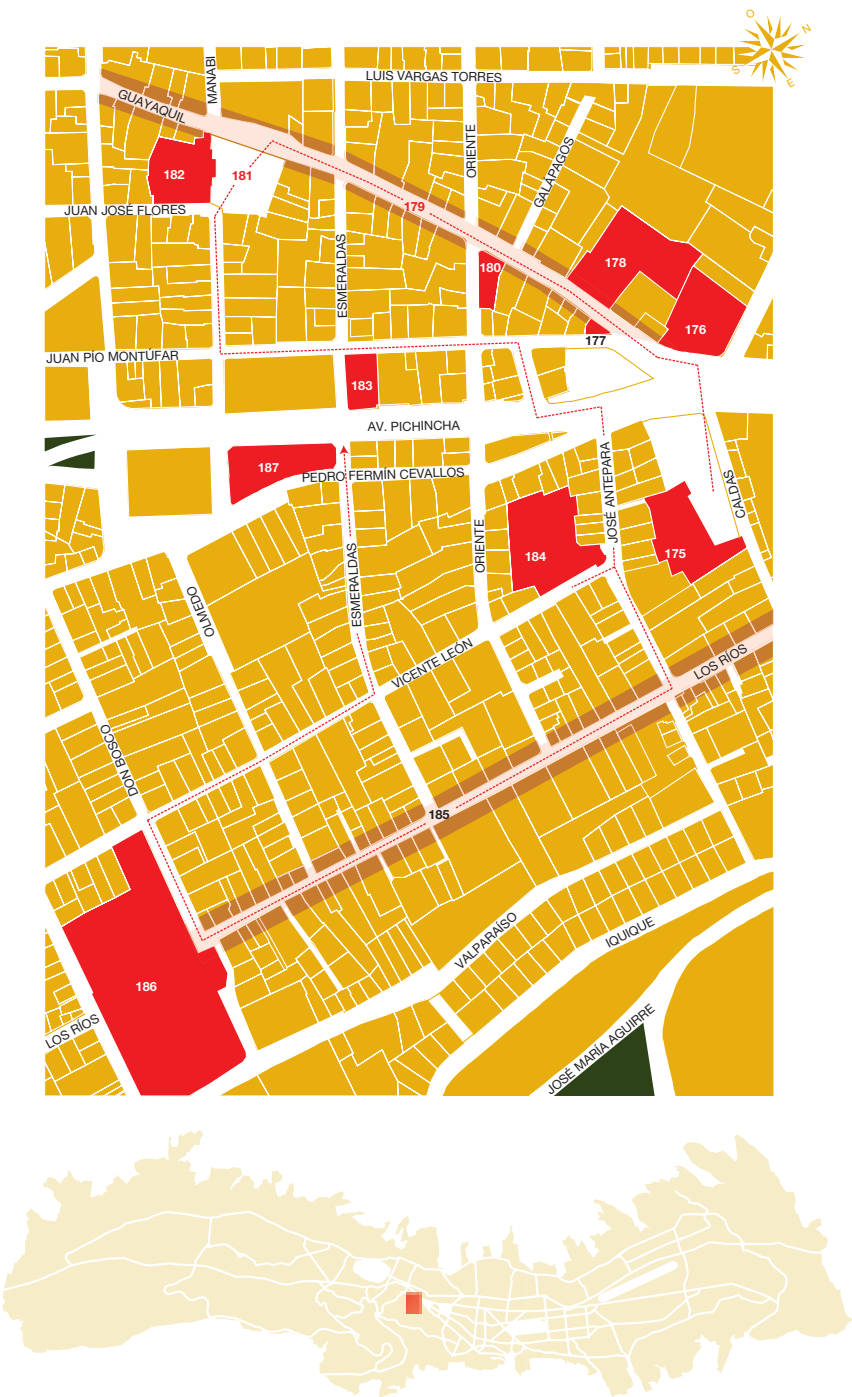 O
N
S
E
LUIS VARGAS TORRES
MANABI
GUAYAQUIL
ORIENTE
GALAPAGOS
182
181
179
JUAN JOSÉ FLORES
ESMERALDAS
180
178
176
177
JUAN PÍO MONTÚFAR
183
AV. PICHINCHA
187
PEDRO FERMÍN CEVALLOS
JOSÉ ANTEPARA
CALDAS
ORIENTE
184
175
ESMERALDAS
OLMEDO
VICENTE LEÓN
LOS RÍOS
DON BOSCO
185
VALPARAÍSO
IQUIQUE
186
LOS RÍOS
JOSÉ MARÍA AGUIRRE